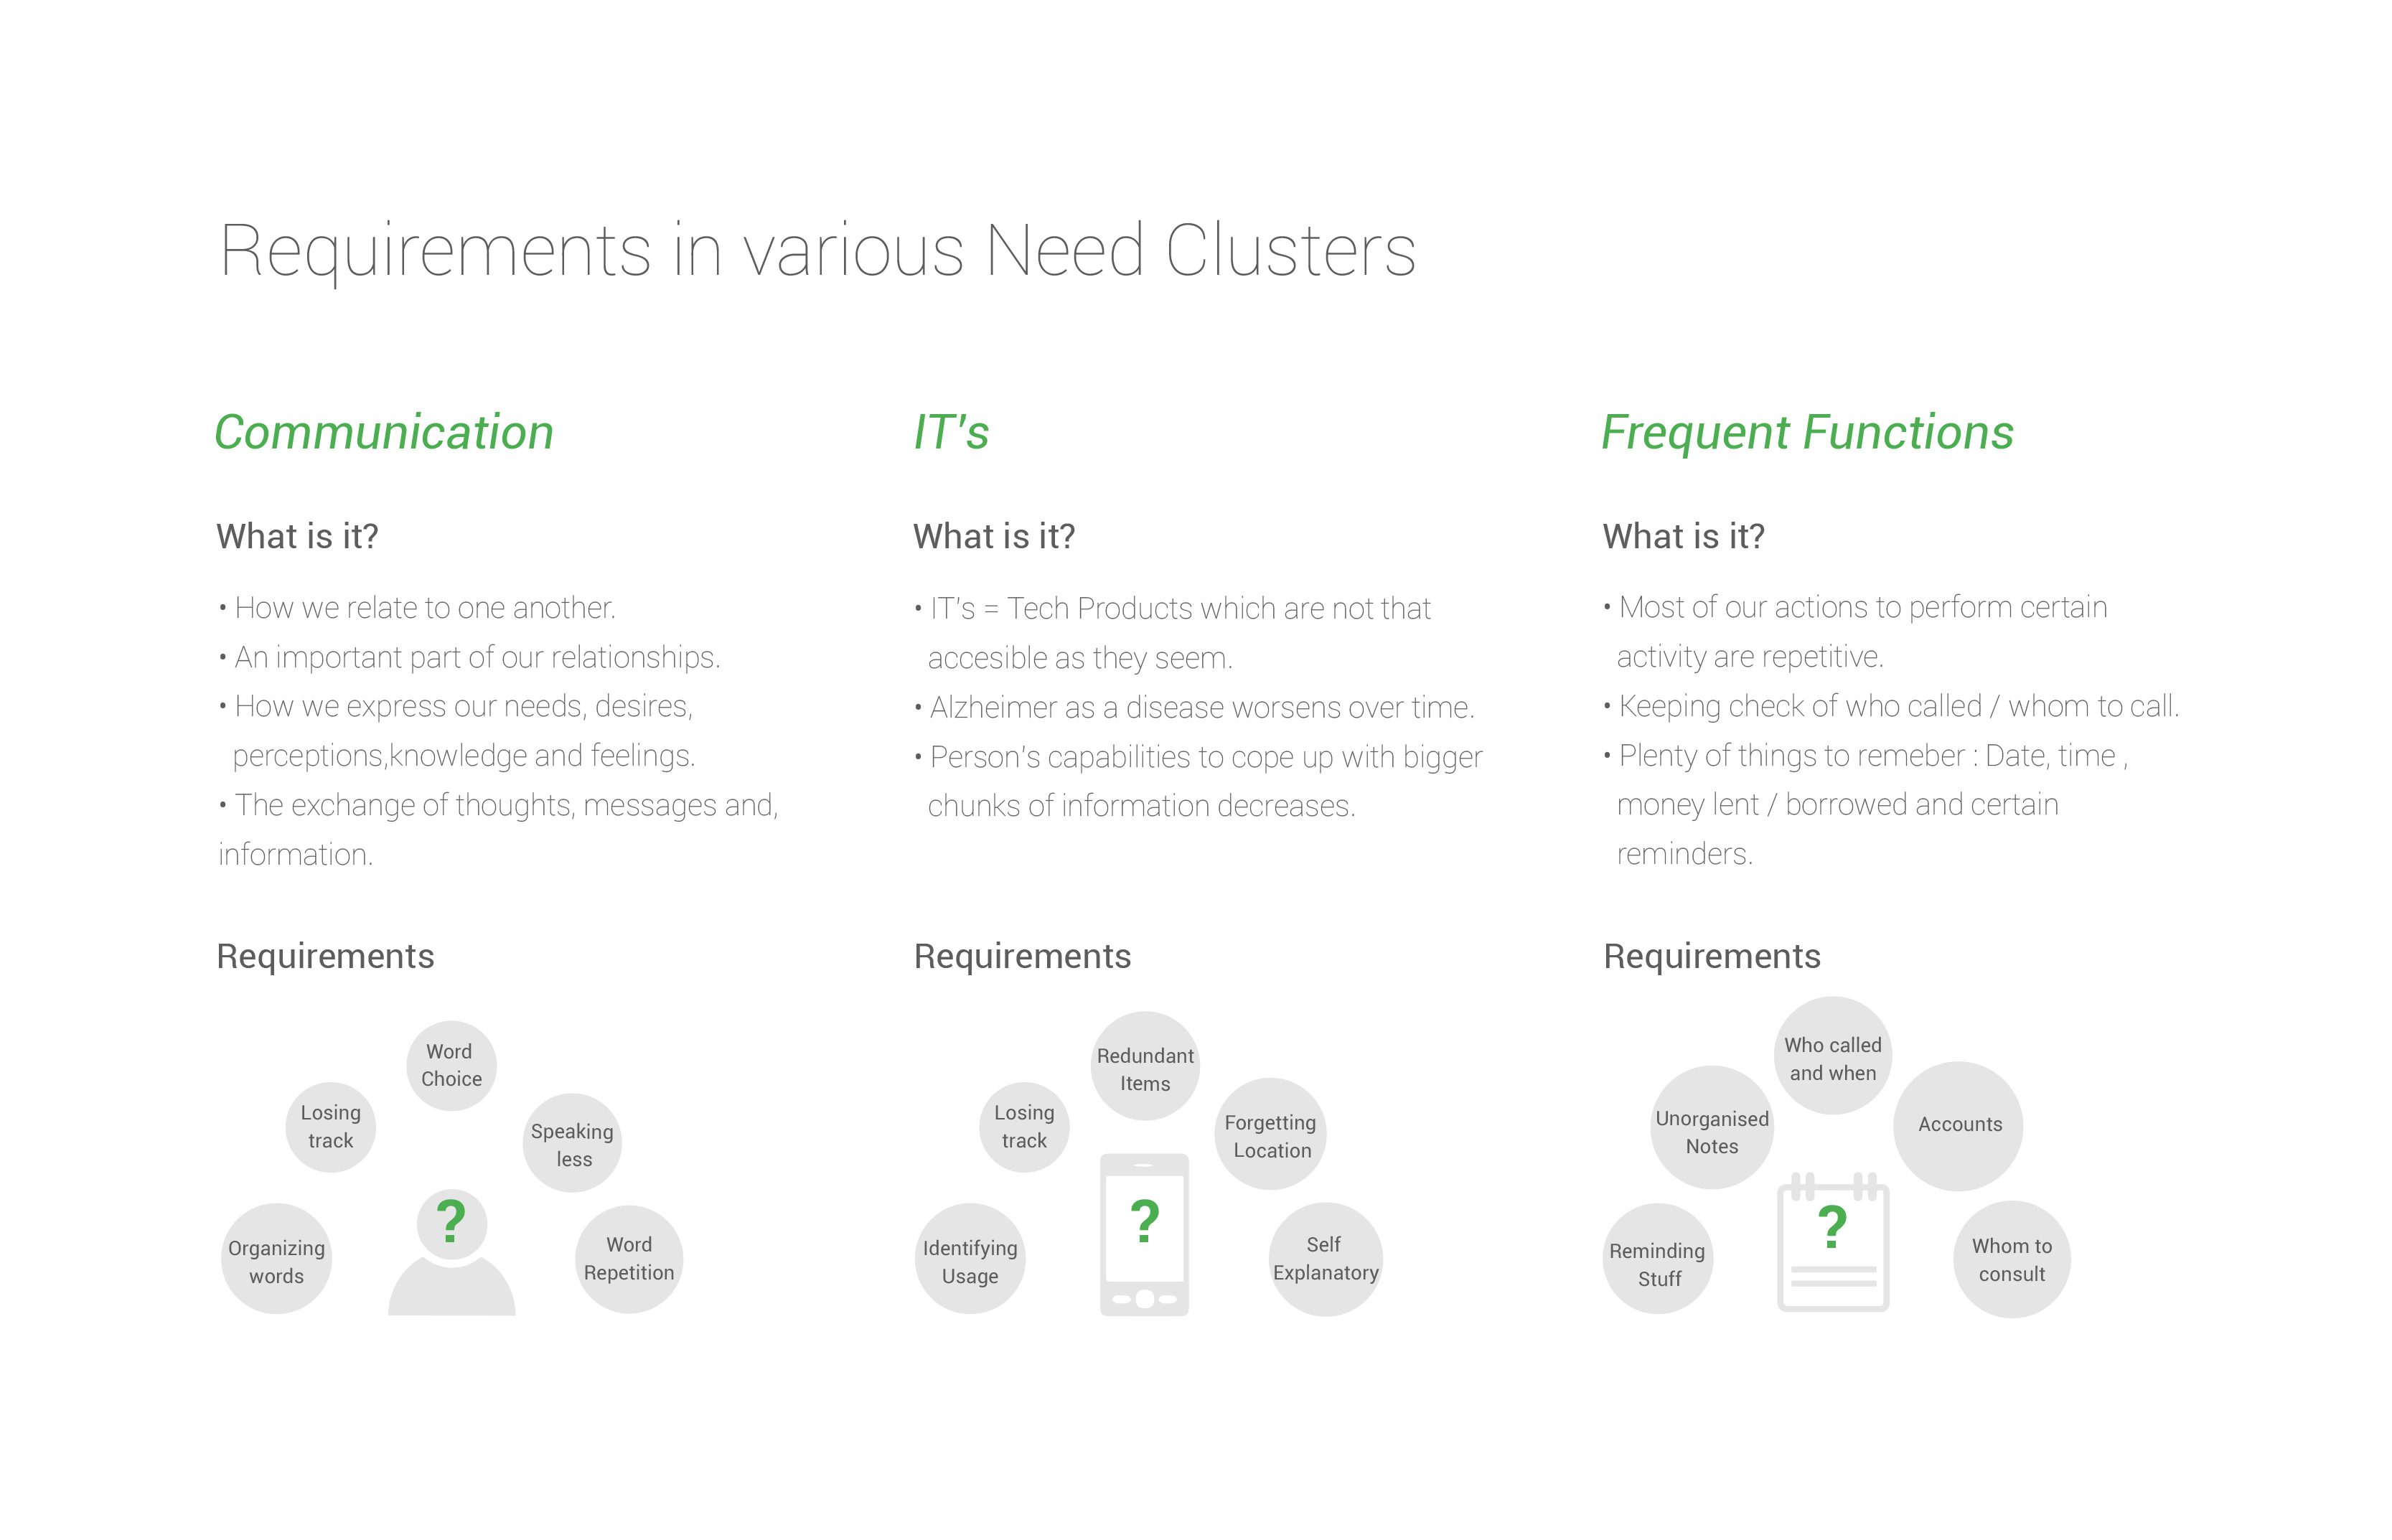 Requirements in various Need Clusters
Communication
What is it?
• How we relate to one another.
• An important part of our relationships.
• How we express our needs, desires,
perceptions,knowledge and feelings.
• The exchange of thoughts, messages and,
information.
Requirements
Word
Choice
Losing
track
Speaking
less
?
Organizing
words
Word
Repetition
IT's
What is it?
• IT's = Tech Products which are not that
accesible as they seem.
• Alzheimer as a disease worsens over time.
• Person's capabilities to cope up with bigger
chunks of information decreases.
Requirements
Redundant
Items
Losing
track
Forgetting
Location
?
Identifying
Usage
Self
Explanatory
Frequent Functions
What is it?
• Most of our actions to perform certain
activity are repetitive.
• Keeping check of who called / whom to call.
• Plenty of things to remeber : Date, time ,
money lent / borrowed and certain
reminders.
Requirements
Who called
and when
Unorganised
Notes
Accounts
?
Reminding
Stuff
Whom to
consult